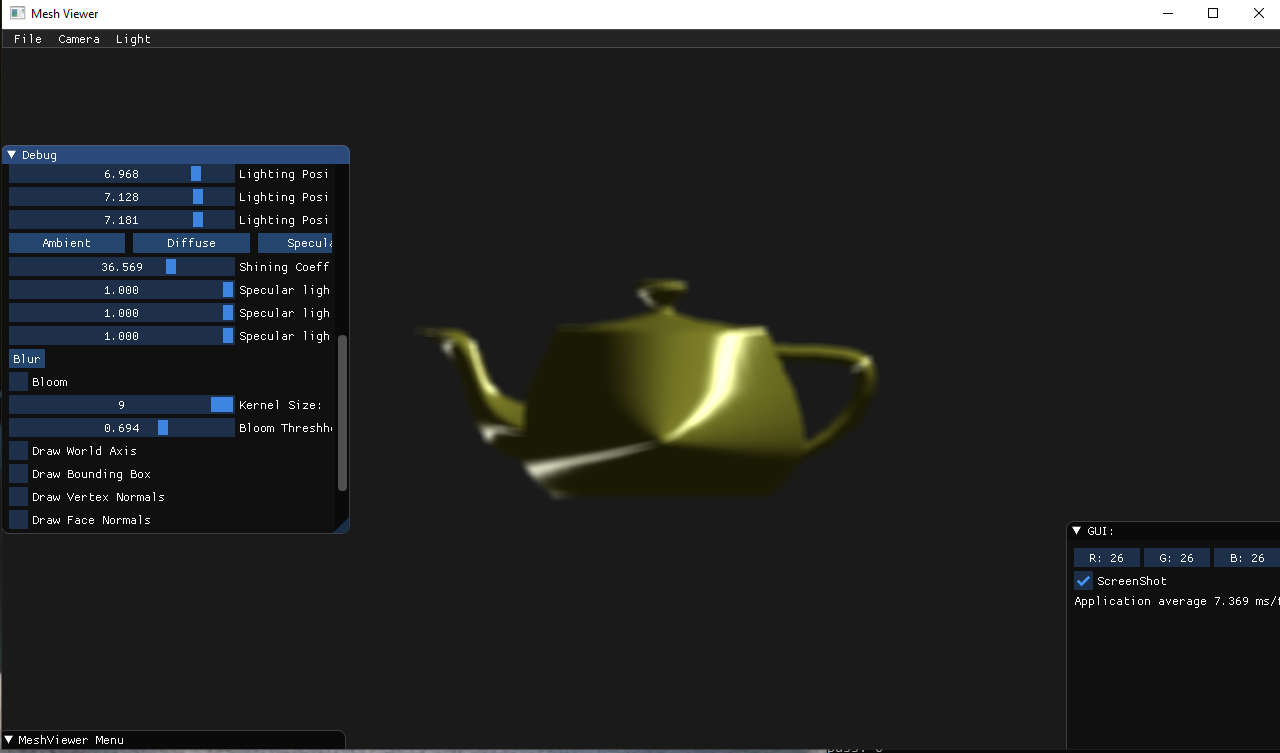 Mesh Viewer
File Camera Light
Debug
6.968 Lighting Posi
7.128 Lighting Posi
7.181 Lighting Posi
Ambient Diffuse Specula
36.569 Shining Coeff
1.000 Specular ligh
1.000 Specular ligh
1.000 Specular ligh
Blur
Bloom
9 Kernel Size:
0.694 Bloom Threshh
Draw World Axis
Draw Bounding Box
Draw Vertex Normals
Draw Face Normals
GUI:
R: 26 G: 26 B: 26
ScreenShot
Application average 7.369 ms/f
MeshViewer Menu